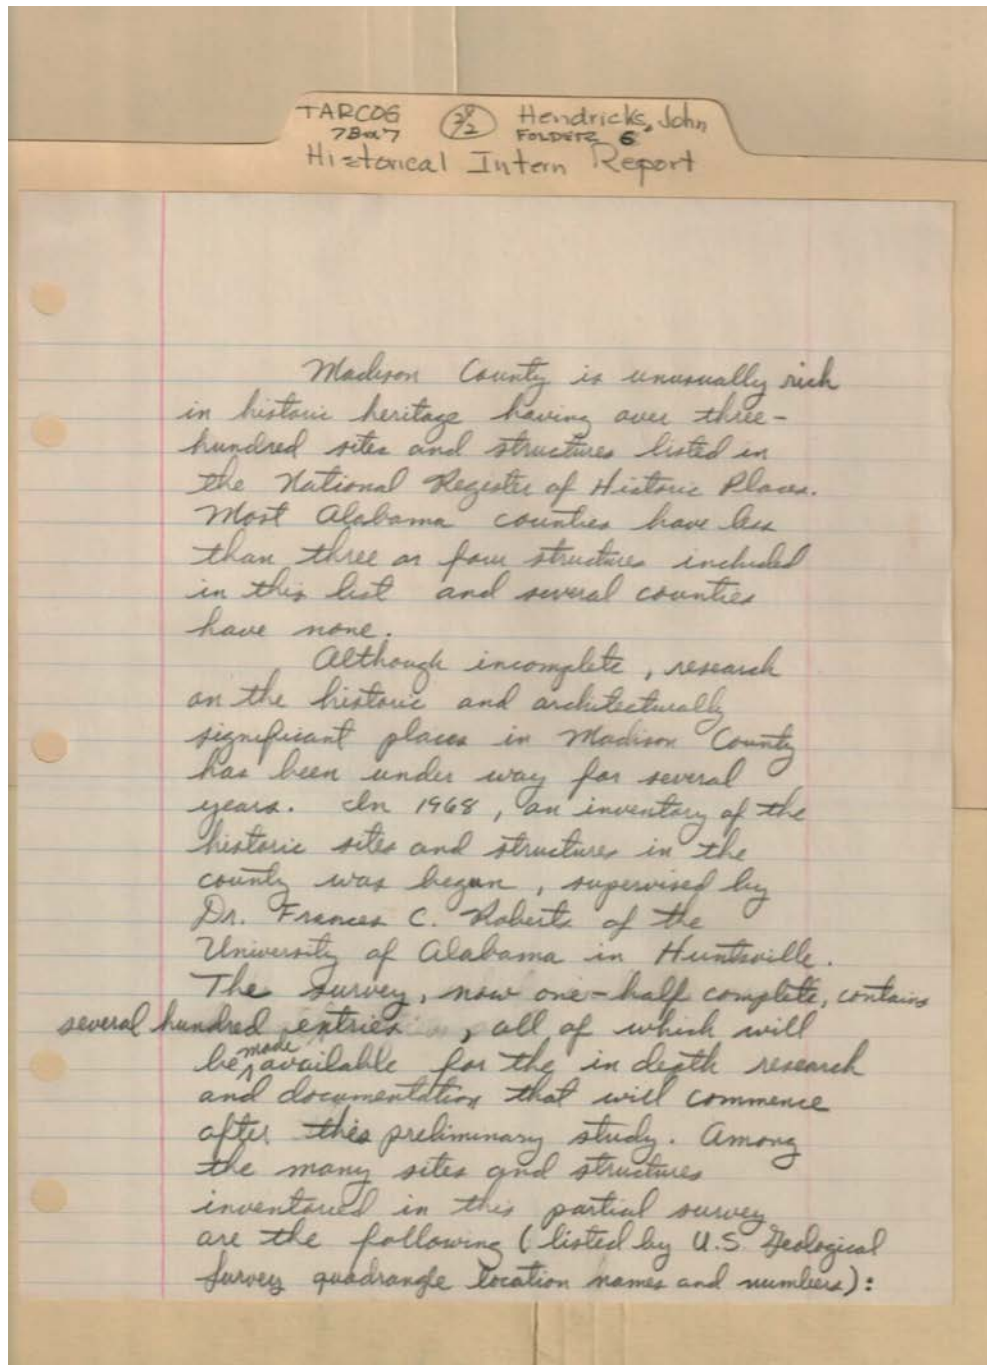 TARCOG Hendricks, John
FOLDER 6
Historical Intern Report
Madison County is unusually rich
in historic heritage having over three-
hundred sites and structures listed in
the National Register of Historic Places.
Most Alabama counties have less
than three or four structures included
in this list and several counties
have none.
Although incomplete, research
on the historic and architecturally
significant places in Madison County
has been under way for several
years. In 1968, an inventory of the
historic sites and structures in the
county was begun, supervised by
Dr. Frances C. Roberts of the
University of Alabama in Huntsville.
The survey, now one-half complete, contains
several hundred entries, all of which will
be made available for the in depth research
and documentation that will commence
after this preliminary study. Among
the many sites and structures
inventoried in this partial survey
are the following (listed by U.S. Geological
Survey quadrangle location names and numbers):